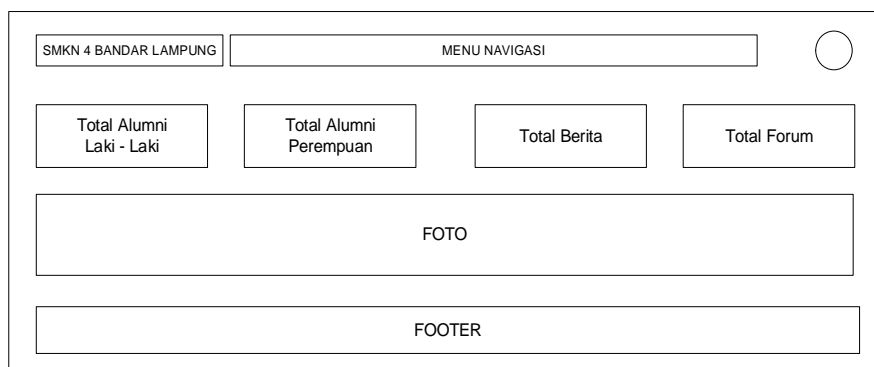 SMKN 4 BANDAR LAMPUNG
MENU NAVIGASI
Total Alumni
Laki - Laki
Total Alumni
Perempuan
Total Berita
Total Forum
FOTO
FOOTER